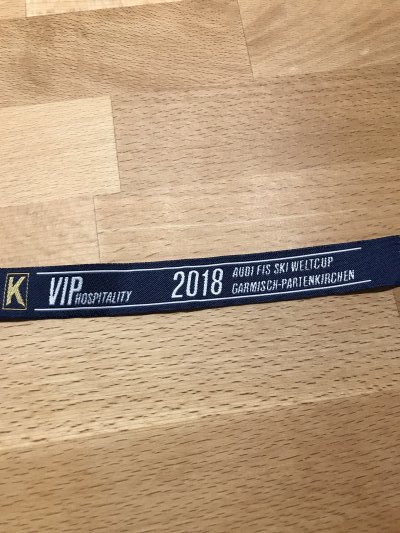 K
VIP HOSPITALITY
2018
AUDI FIS SKI WELTCUP
GARMISCH-PARTENKIRCHEN